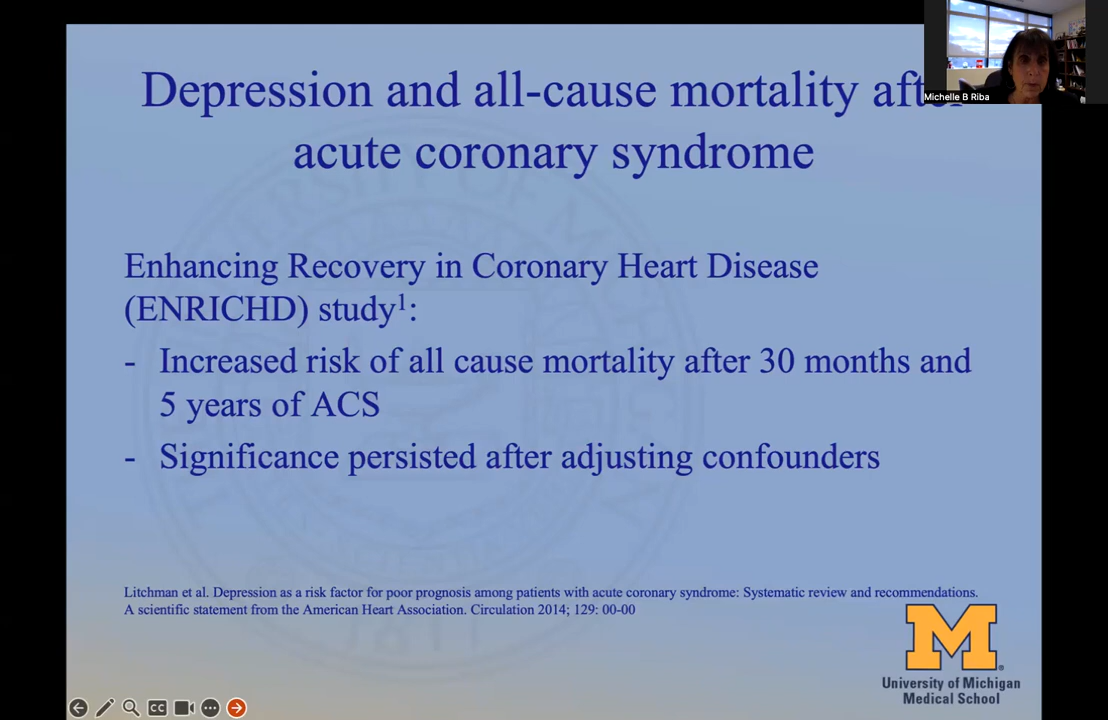 Depression and all-cause mortality after
acute coronary syndrome
Michelle B Riba
Enhancing Recovery in Coronary Heart Disease
(ENRICHD) study1:
- Increased risk of all cause mortality after 30 months and
5 years of ACS
- Significance persisted after adjusting confounders
Litchman et al. Depression as a risk factor for poor prognosis among patients with acute coronary syndrome: Systematic review and recommendations.
A scientific statement from the American Heart Association. Circulation 2014; 129: 00-00
M
University of Michigan
Medical School
CC